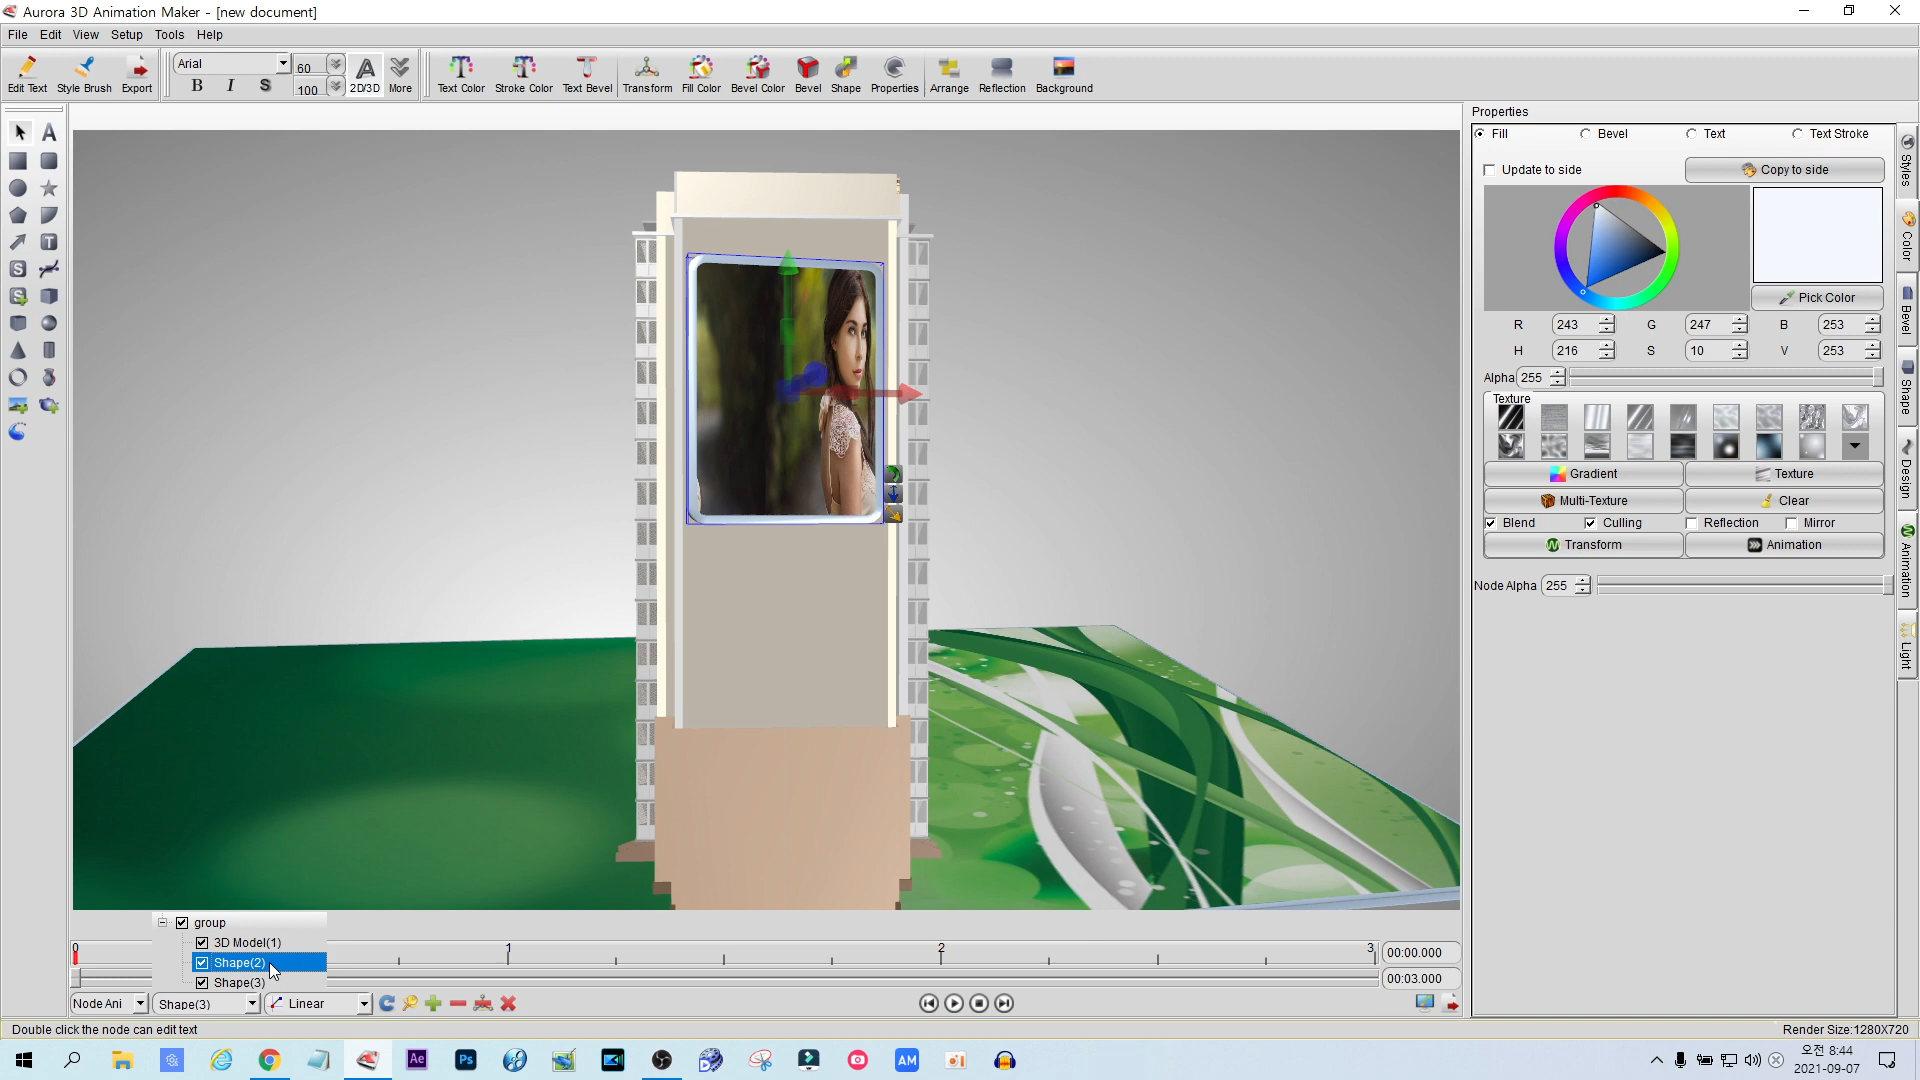 Aurora 3D Animation Maker - [new document]
File Edit View Setup Tools Help
Arial 60
B I S 100
Edit Text Style Brush Export 2D/3D More Text Color Stroke Color Text Bevel Transform Fill Color Bevel Color Bevel Shape Properties Arrange Reflection Background
Properties
Fill Bevel Text Text Stroke
Update to side Copy to side
Pick Color
R 243 G 247 B 253
H 216 S 10 V 253
Alpha 255
Texture
Gradient Texture
Multi-Texture Clear
Blend Culling Reflection Mirror
Transform Animation
Node Alpha 255
Styles
Color
Bevel
Shape
Design
Animation
Light
group
3D Model(1)
Shape(2)
Shape(3)
0 1 2 3 00:00.000
00:03.000
Node Ani Shape(3) Linear
Double click the node can edit text Render Size:1280X720
Ae Ps AM
오전 8:44
2021-09-07